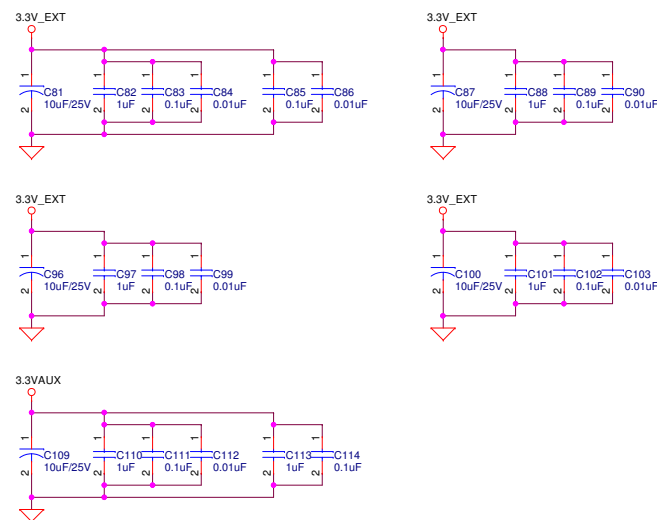 3.3V_EXT
1 1 1 1 1 1
C81 C82 C83 C84 C85 C86
10uF/25V 1uF 0.1uF 0.01uF 0.1uF 0.01uF
2 2 2 2 2 2
3.3V_EXT
1 1 1 1
C87 C88 C89 C90
10uF/25V 1uF 0.1uF 0.01uF
2 2 2 2
3.3V_EXT
1 1 1 1
C96 C97 C98 C99
10uF/25V 1uF 0.1uF 0.01uF
2 2 2 2
3.3V_EXT
1 1 1 1
C100 C101 C102 C103
10uF/25V 1uF 0.1uF 0.01uF
2 2 2 2
3.3VAUX
1 1 1 1 1 1
C109 C110 C111 C112 C113 C114
10uF/25V 1uF 0.1uF 0.01uF 1uF 0.1uF
2 2 2 2 2 2